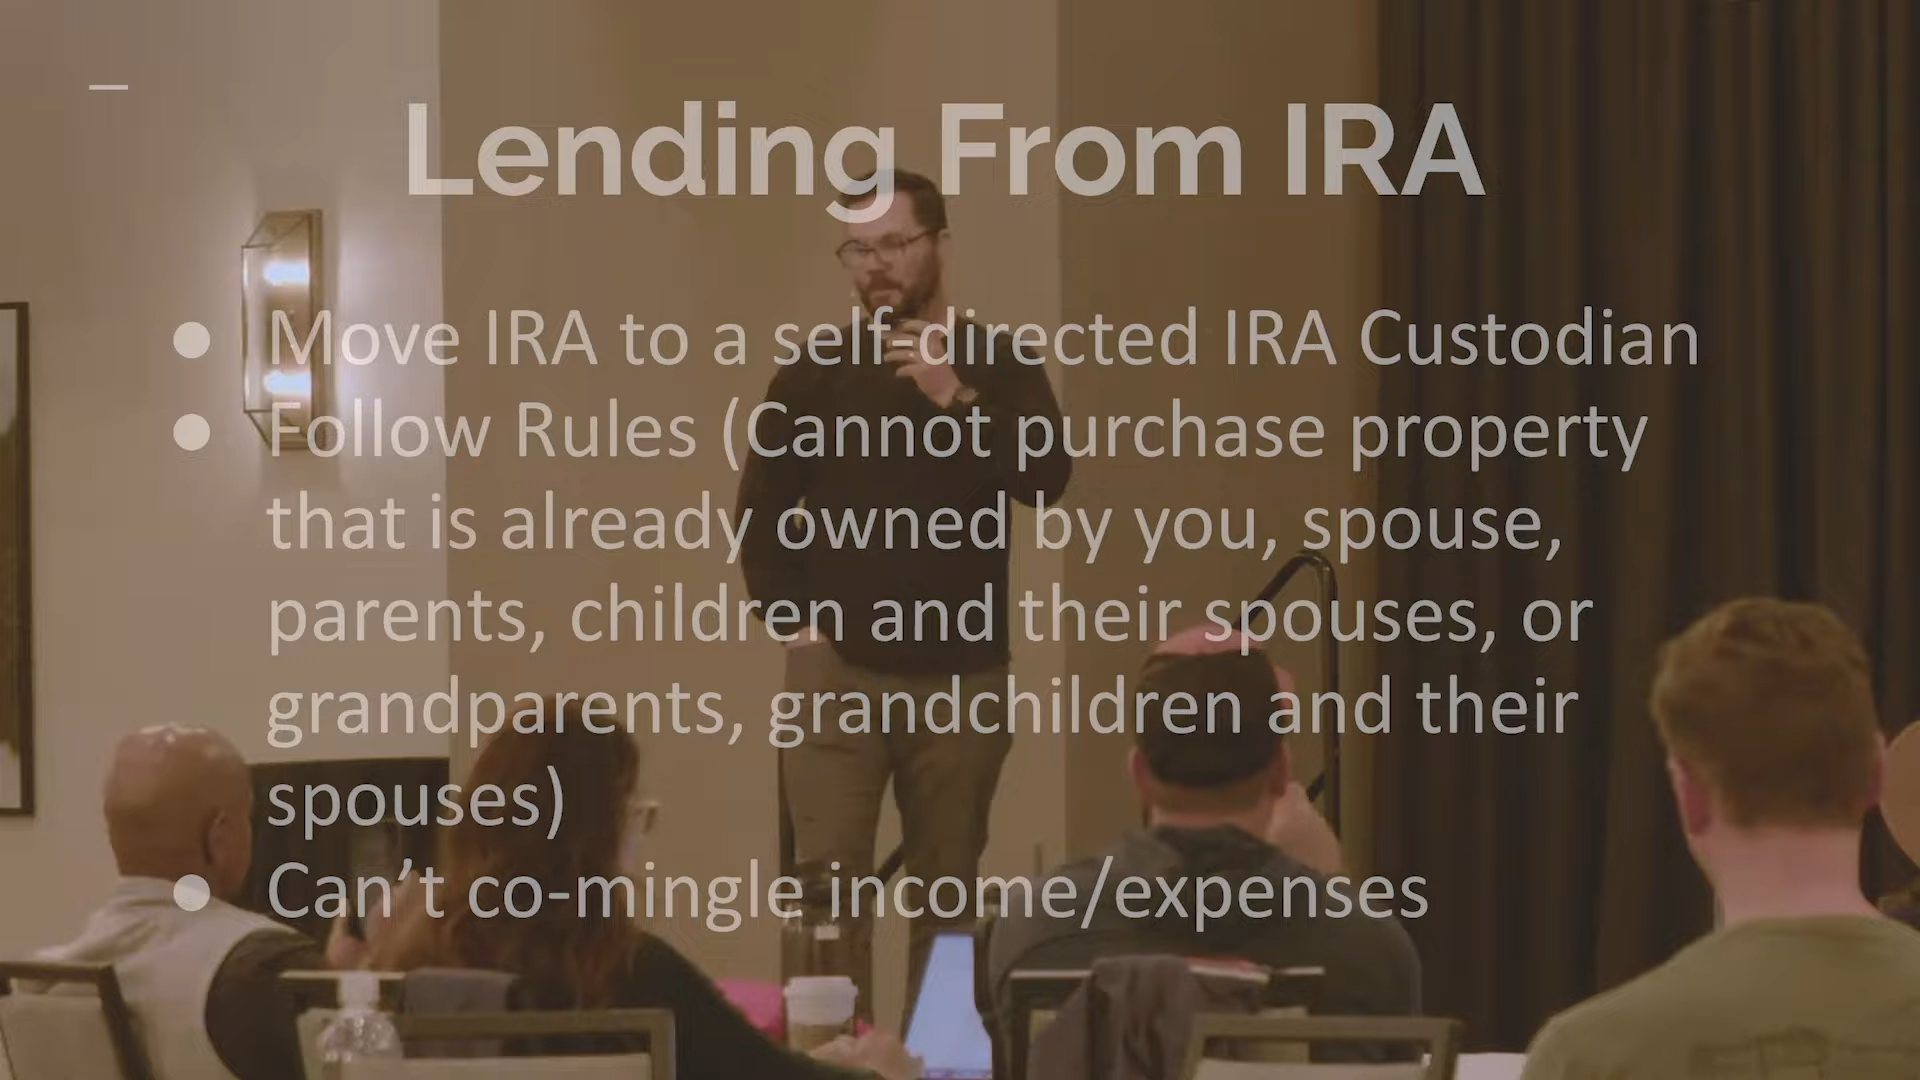 Lending From IRA
● Move IRA to a self-directed IRA Custodian
● Follow Rules (Cannot purchase property
that is already owned by you, spouse,
parents, children and their spouses, or
grandparents, grandchildren and their
spouses)
● Can’t co-mingle income/expenses